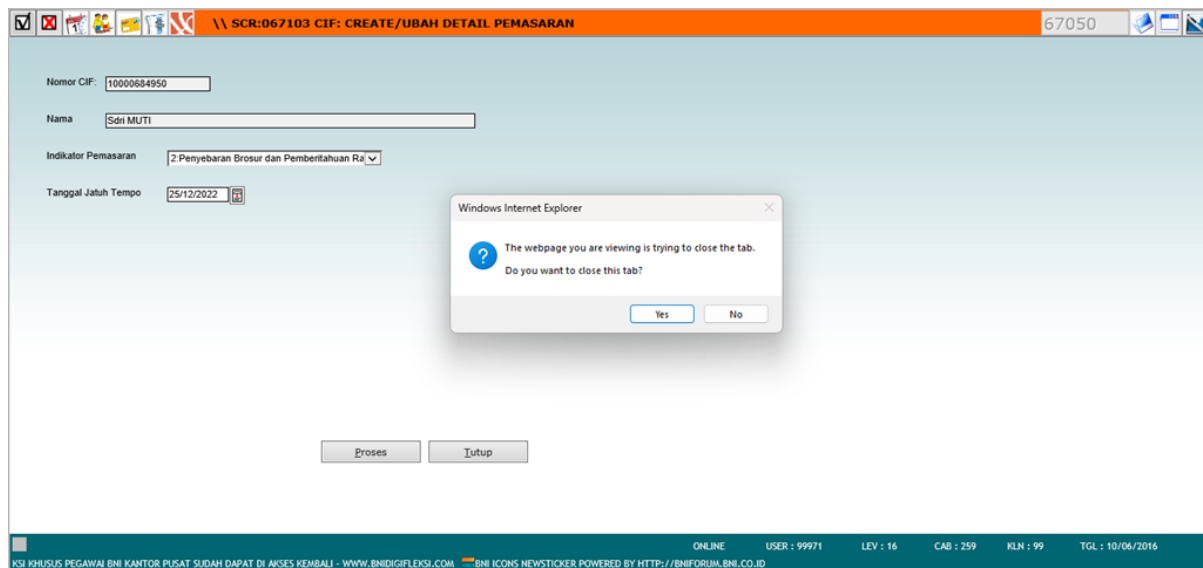 \\ SCR:067103 CIF: CREATE/UBAH DETAIL PEMASARAN
67050
Nomor CIF: 10000684950
Nama Sdri MUTI
Indikator Pemasaran 2:Penyebaran Brosur dan Pemberitahuan Ra
Tanggal Jatuh Tempo 25/12/2022
Windows Internet Explorer
The webpage you are viewing is trying to close the tab.
Do you want to close this tab?
Yes No
Proses Tutup
ONLINE USER : 99971 LEV : 16 CAB : 259 KLN : 99 TGL : 10/06/2016
KSI KHUSUS PEGAWAI BNI KANTOR PUSAT SUDAH DAPAT DI AKSES KEMBALI - WWW.BNIDIGIFLEKSI.COM BNI ICONS NEWSTICKER POWERED BY HTTP://BNIFORUM.BNI.CO.ID